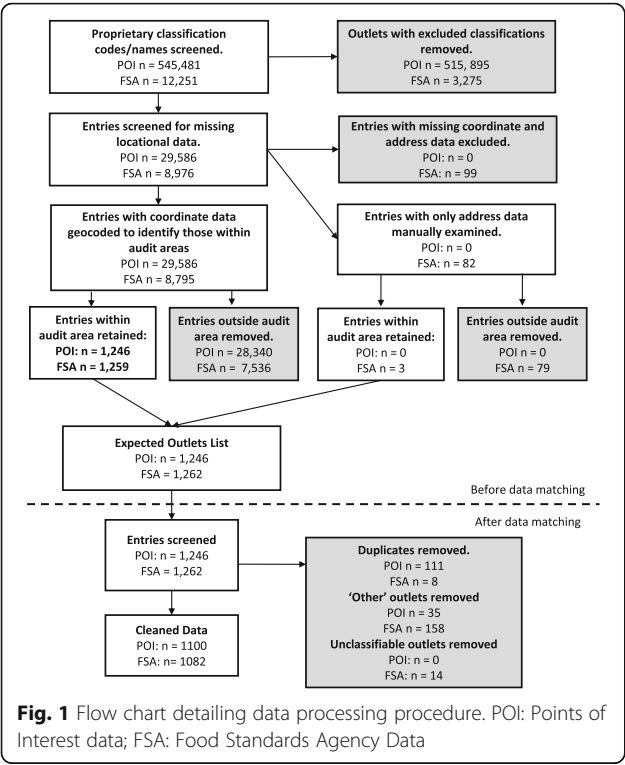 Proprietary classification
codes/names screened.
POI n = 545,481
FSA n = 12,251
Outlets with excluded classifications
removed.
POI n = 515, 895
FSA n = 3,275
Entries screened for missing
locational data.
POI n = 29,586
FSA n = 8,976
Entries with missing coordinate and
address data excluded.
POI: n = 0
FSA: n = 99
Entries with coordinate data
geocoded to identify those within
audit areas
POI n = 29,586
FSA n = 8,795
Entries with only address data
manually examined.
POI: n = 0
FSA: n = 82
Entries within
audit area retained:
POI: n = 1,246
FSA n = 1,259
Entries outside audit
area removed.
POI n = 28,340
FSA n = 7,536
Entries within
audit area retained:
POI: n = 0
FSA n = 3
Entries outside audit
area removed.
POI n = 0
FSA n = 79
Expected Outlets List
POI: n = 1,246
FSA = 1,262
Before data matching
After data matching
Entries screened
POI: n = 1,246
FSA = 1,262
Duplicates removed.
POI n = 111
FSA n = 8
‘Other’ outlets removed
POI n = 35
FSA n = 158
Unclassifiable outlets removed
POI: n = 0
FSA: n = 14
Cleaned Data
POI: n = 1100
FSA: n= 1082
Fig. 1 Flow chart detailing data processing procedure. POI: Points of
Interest data; FSA: Food Standards Agency Data